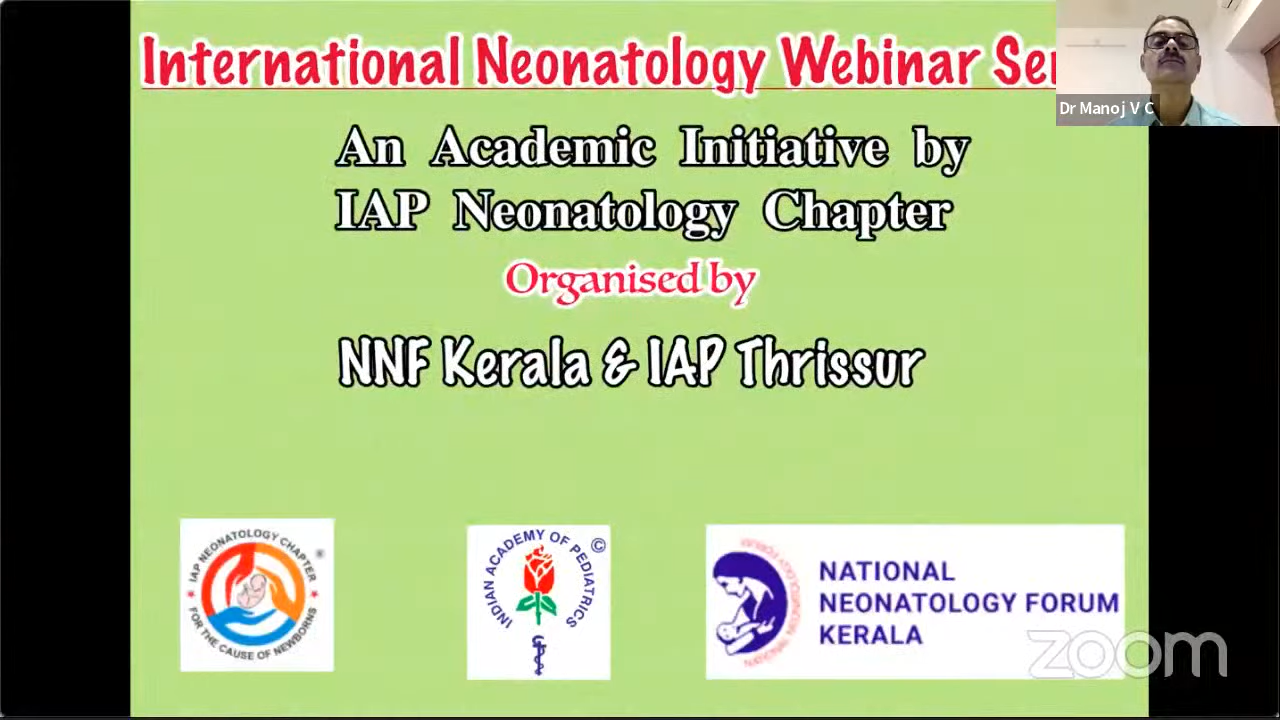 International Neonatology Webinar Ser
Dr Manoj V C
An Academic Initiative by
IAP Neonatology Chapter
Organised by
NNF Kerala & IAP Thrissur
IAP NEONATOLOGY CHAPTER
®
FOR THE CAUSE OF NEWBORNS
INDIAN ACADEMY OF PEDIATRICS
©
NATIONAL
NEONATOLOGY FORUM
KERALA
zoom